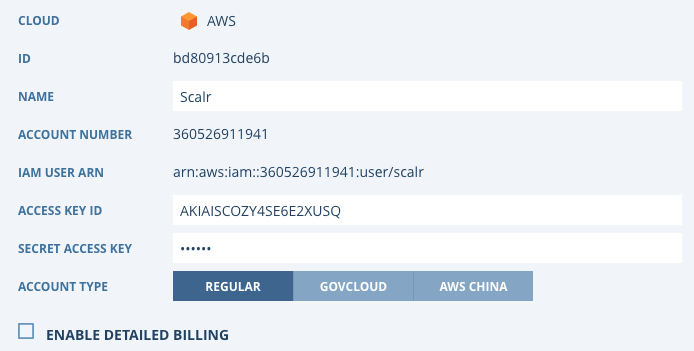 CLOUD AWS
ID bd80913cde6b
NAME Scalr
ACCOUNT NUMBER 360526911941
IAM USER ARN arn:aws:iam::360526911941:user/scalr
ACCESS KEY ID AKIAISCOZY4SE6E2XUSQ
SECRET ACCESS KEY ••••••
ACCOUNT TYPE REGULAR GOVCLOUD AWS CHINA
ENABLE DETAILED BILLING